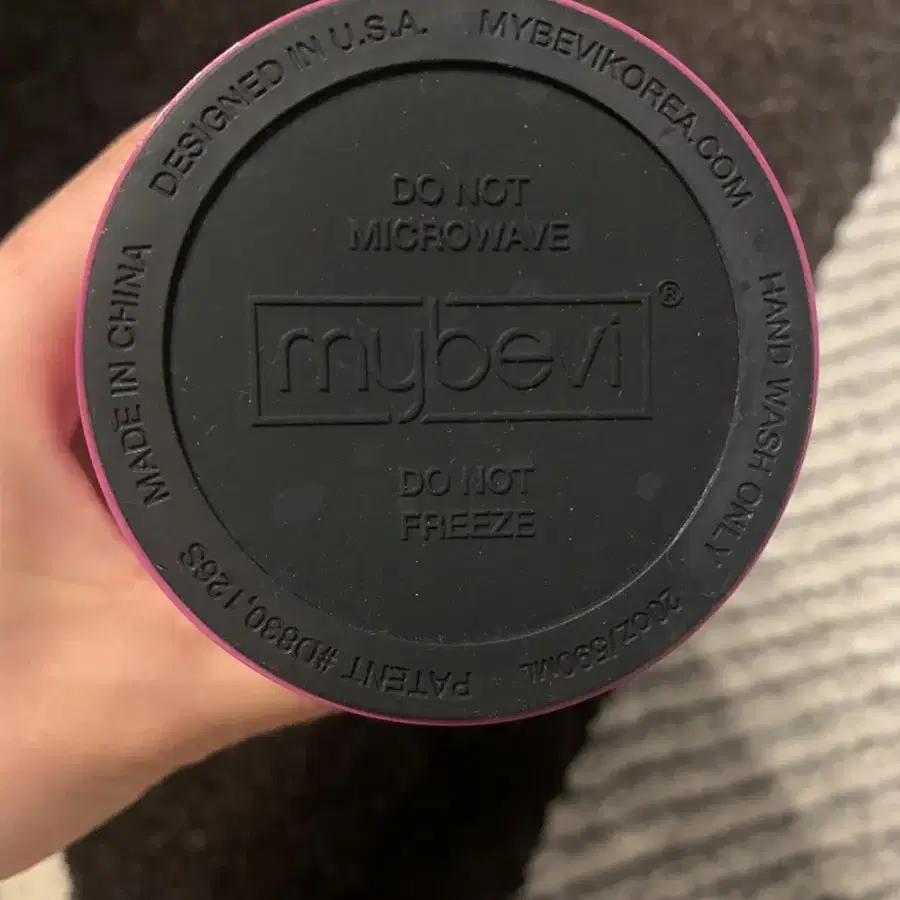 DESIGNED IN U.S.A.
MYBEVIKOREA.COM
HAND WASH ONLY
20OZ/590ML
PATENT #D830,126S
MADE IN CHINA
DO NOT
MICROWAVE
mybevi®
DO NOT
FREEZE